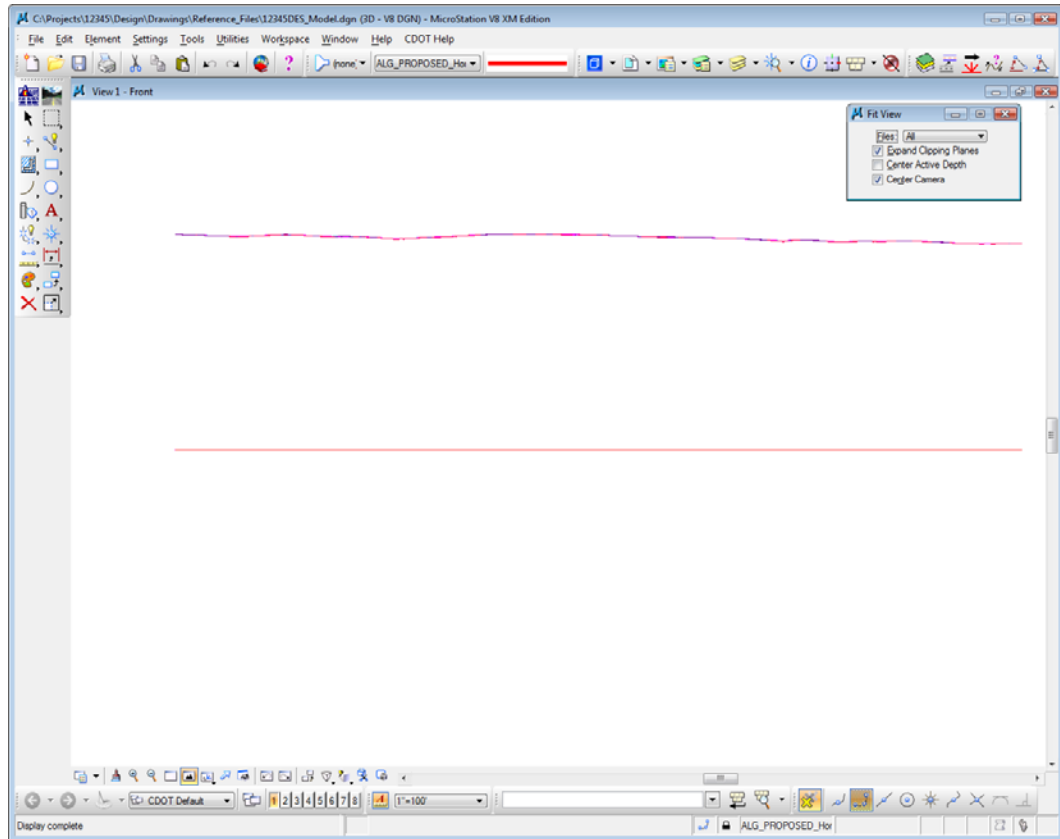 C:\Projects\12345\Design\Drawings\Reference_Files\12345DES_Model.dgn (3D - V8 DGN) - MicroStation V8 XM Edition
File Edit Element Settings Tools Utilities Workspace Window Help CDOT Help
(none) ALG_PROPOSED_Hor
View 1 - Front
Fit View
Files: All
Expand Clipping Planes
Center Active Depth
Center Camera
CDOT Default 1 2 3 4 5 6 7 8 1"=100'
Display complete ALG_PROPOSED_Hor